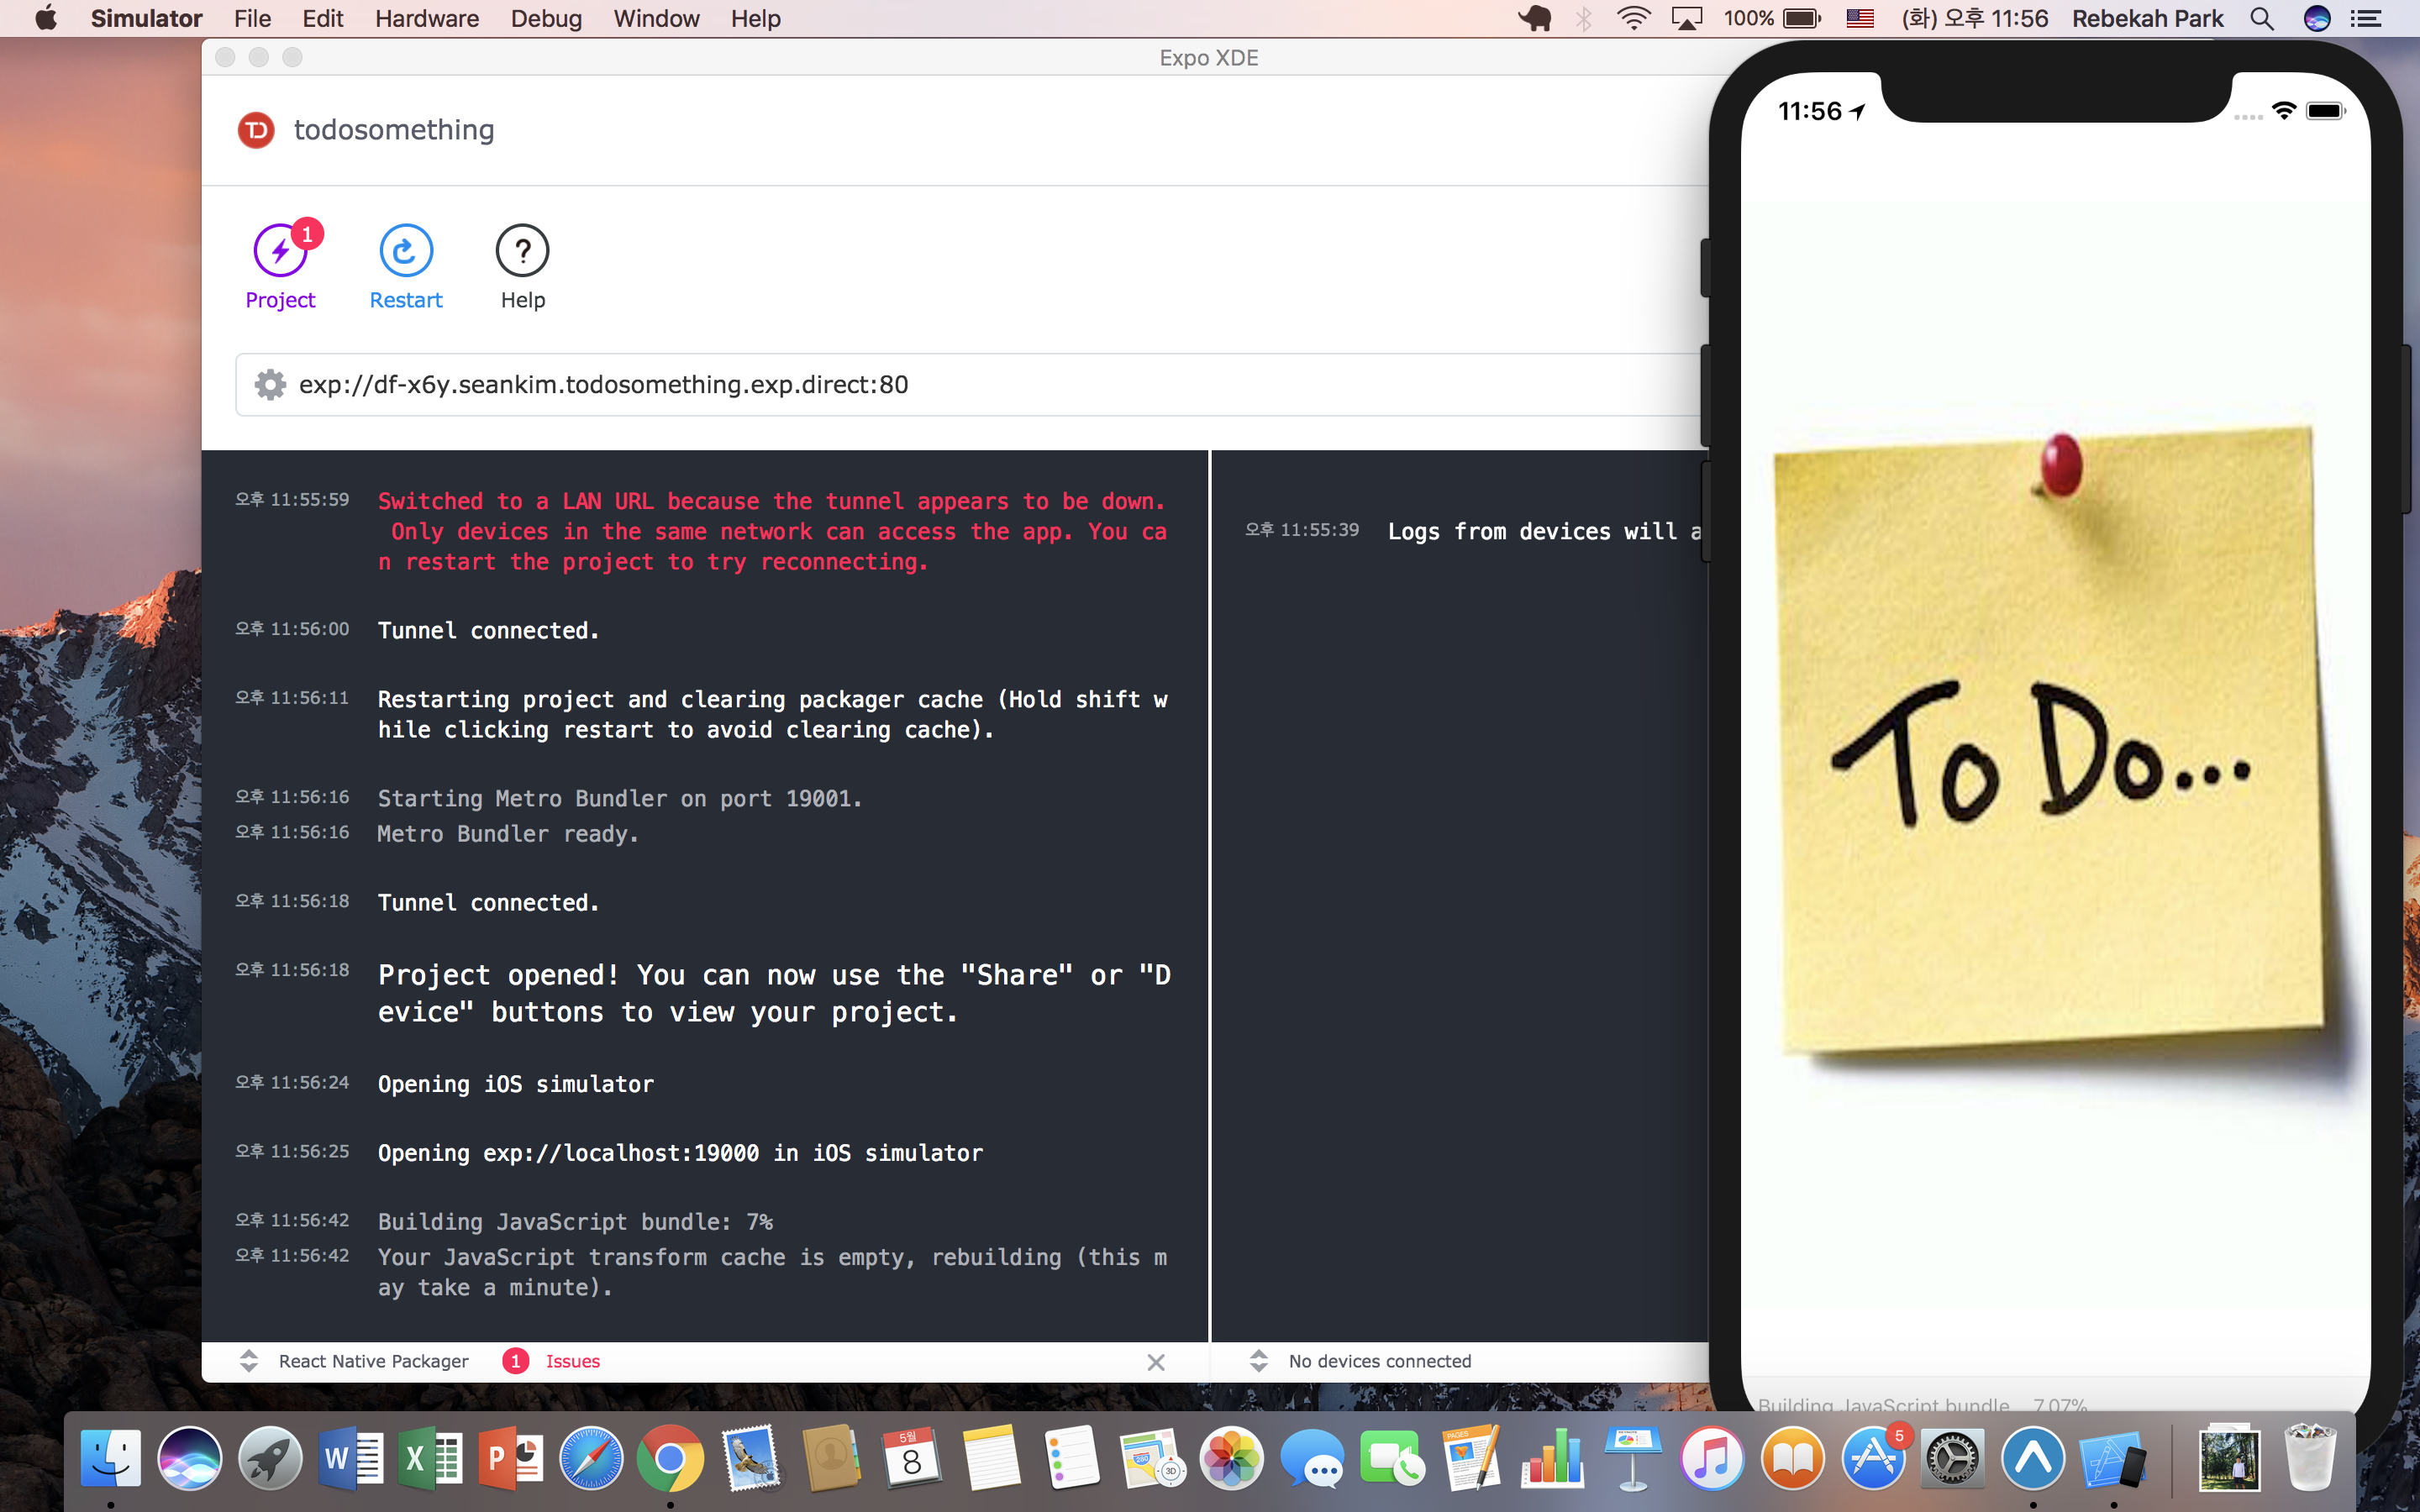 Simulator File Edit Hardware Debug Window Help 100% (화) 오후 11:56 Rebekah Park
Expo XDE
TD todosomething
1
Project Restart ? Help
exp://df-x6y.seankim.todosomething.exp.direct:80
오후 11:55:59 Switched to a LAN URL because the tunnel appears to be down.
Only devices in the same network can access the app. You ca
n restart the project to try reconnecting.
오후 11:56:00 Tunnel connected.
오후 11:56:11 Restarting project and clearing packager cache (Hold shift w
hile clicking restart to avoid clearing cache).
오후 11:56:16 Starting Metro Bundler on port 19001.
오후 11:56:16 Metro Bundler ready.
오후 11:56:18 Tunnel connected.
오후 11:56:18 Project opened! You can now use the "Share" or "D
evice" buttons to view your project.
오후 11:56:24 Opening iOS simulator
오후 11:56:25 Opening exp://localhost:19000 in iOS simulator
오후 11:56:42 Building JavaScript bundle: 7%
오후 11:56:42 Your JavaScript transform cache is empty, rebuilding (this m
ay take a minute).
React Native Packager 1 Issues
오후 11:55:39 Logs from devices will a
No devices connected
11:56
To Do...
Building JavaScript bundle 7.07%
W X P 5월 8 280 3D PAGES 5